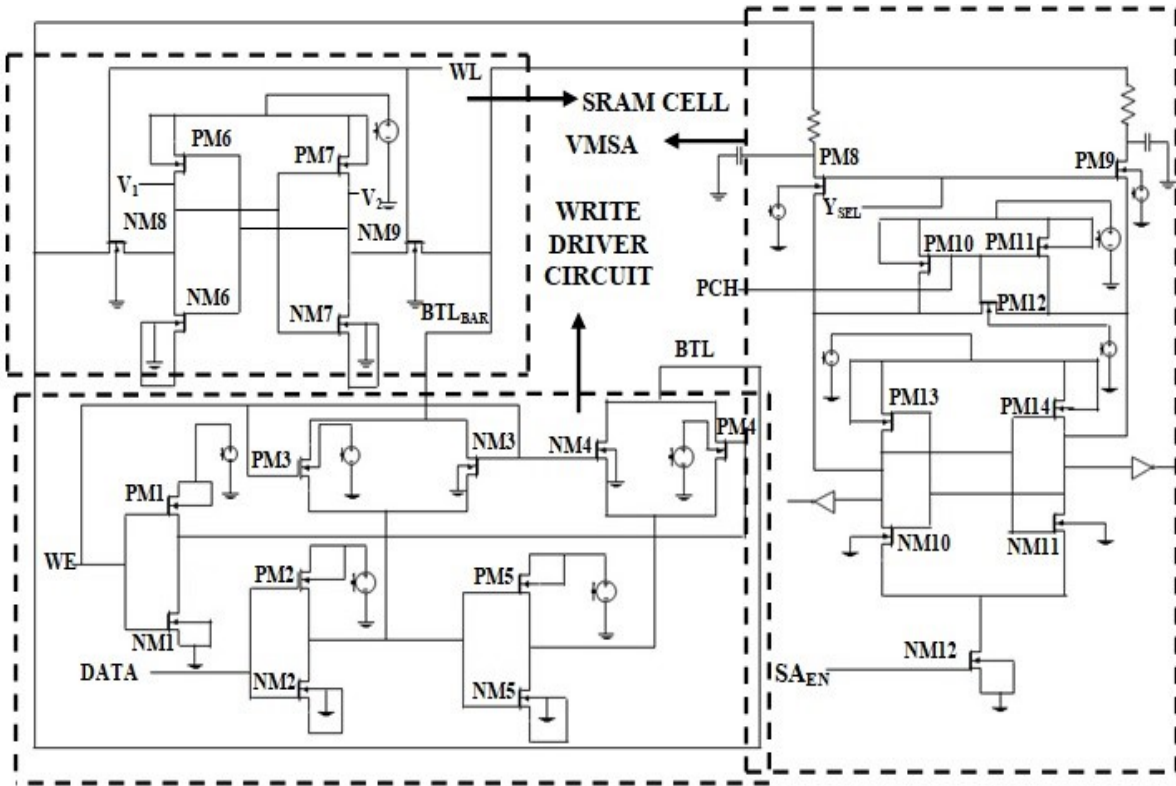 WL
SRAM CELL
VMSA
WRITE
DRIVER
CIRCUIT
PM6
PM7
V1
V2
NM8
NM9
NM6
NM7
BTLBAR
BTL
PM8
PM9
YSEL
PM10
PM11
PCH
PM12
PM13
PM14
NM10
NM11
NM12
SAEN
PM3
NM3
NM4
PM4
PM1
WE
NM1
PM2
PM5
DATA
NM2
NM5